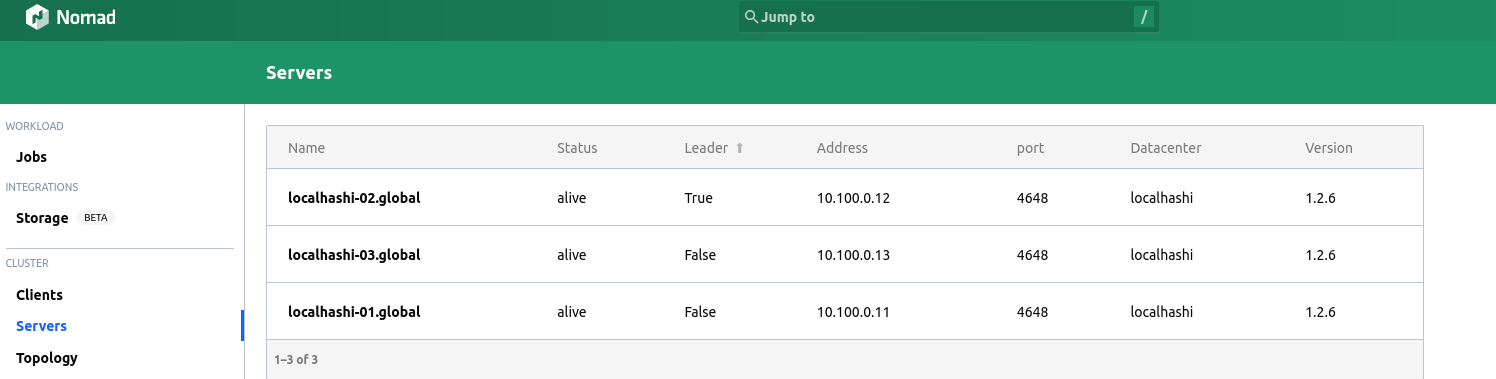 Nomad
Jump to /
Servers
WORKLOAD
Jobs
INTEGRATIONS
Storage BETA
CLUSTER
Clients
Servers
Topology
Name Status Leader ⬆ Address port Datacenter Version
localhashi-02.global alive True 10.100.0.12 4648 localhashi 1.2.6
localhashi-03.global alive False 10.100.0.13 4648 localhashi 1.2.6
localhashi-01.global alive False 10.100.0.11 4648 localhashi 1.2.6
1–3 of 3